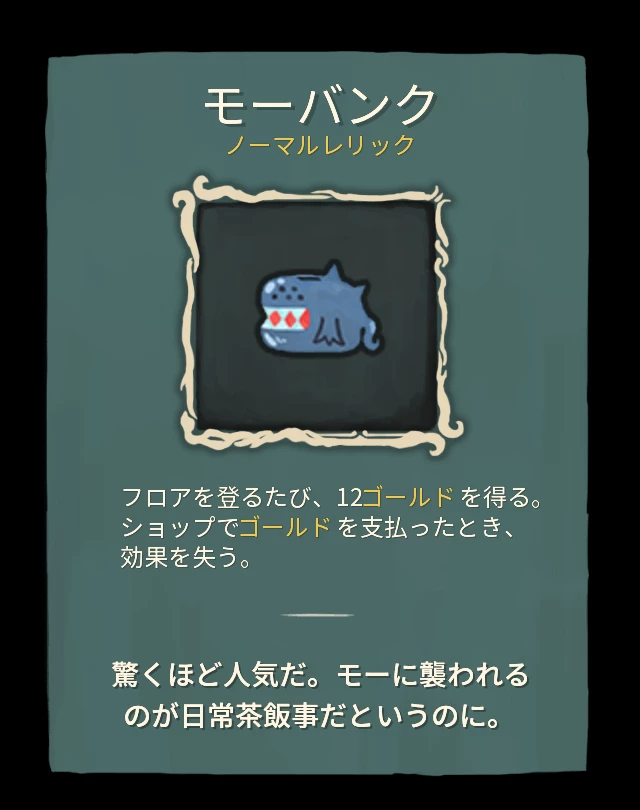 モーバンク
ノーマルレリック
フロアを登るたび、12ゴールドを得る。
ショップでゴールドを支払ったとき、
効果を失う。
驚くほど人気だ。モーに襲われる
のが日常茶飯事だというのに。